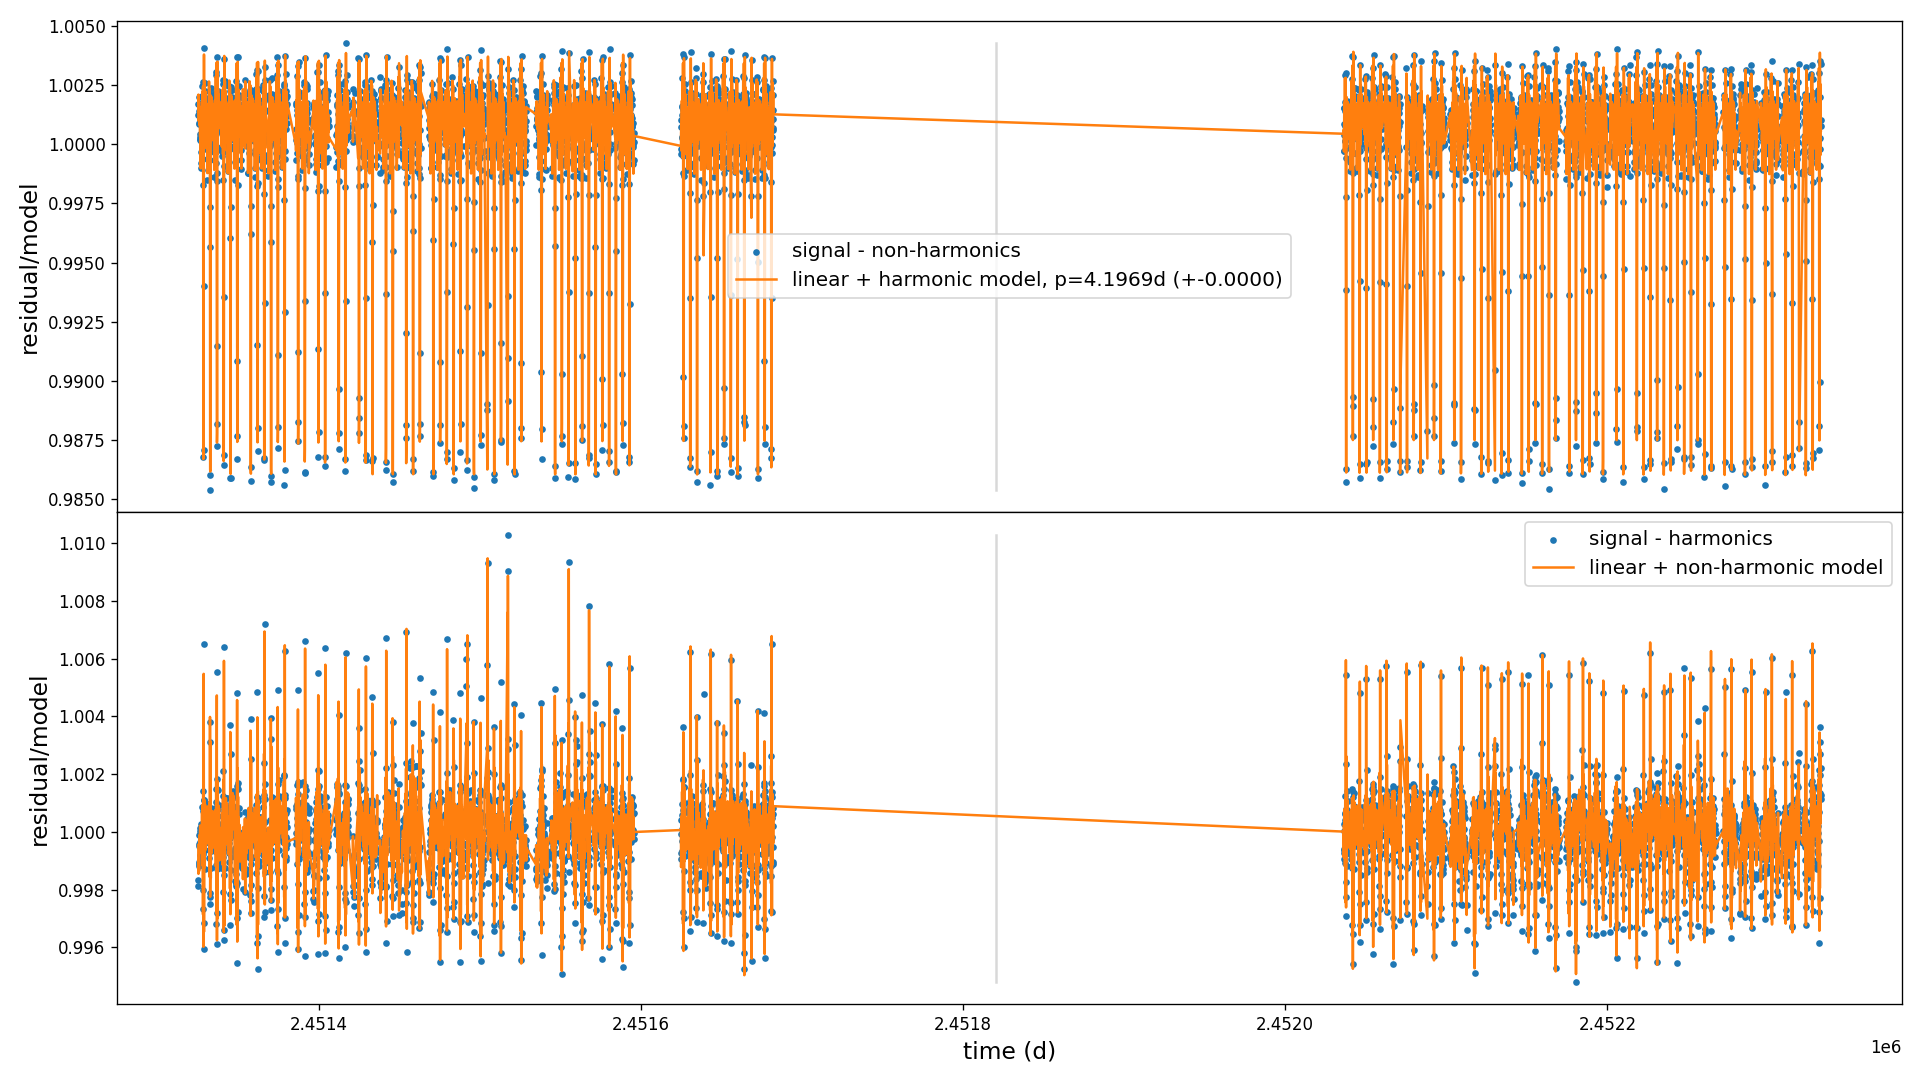 1.0050
1.0025
1.0000
0.9975
0.9950
0.9925
0.9900
0.9875
0.9850
residual/model
signal - non-harmonics
linear + harmonic model, p=4.1969d (+-0.0000)
1.010
1.008
1.006
1.004
1.002
1.000
0.998
0.996
residual/model
signal - harmonics
linear + non-harmonic model
2.4514
2.4516
2.4518
2.4520
2.4522
1e6
time (d)